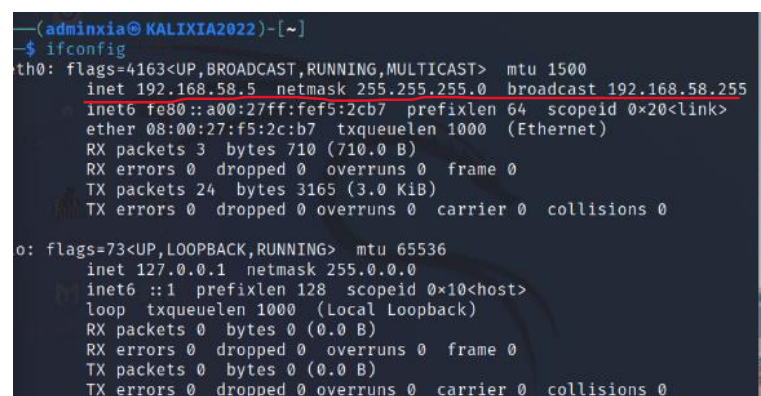 ──(adminxia㉿KALIXIA2022)-[~]
─$ ifconfig
th0: flags=4163<UP,BROADCAST,RUNNING,MULTICAST>  mtu 1500
inet 192.168.58.5  netmask 255.255.255.0  broadcast 192.168.58.255
inet6 fe80::a00:27ff:fef5:2cb7  prefixlen 64  scopeid 0×20<link>
ether 08:00:27:f5:2c:b7  txqueuelen 1000  (Ethernet)
RX packets 3  bytes 710 (710.0 B)
RX errors 0  dropped 0  overruns 0  frame 0
TX packets 24  bytes 3165 (3.0 KiB)
TX errors 0  dropped 0 overruns 0  carrier 0  collisions 0
o: flags=73<UP,LOOPBACK,RUNNING>  mtu 65536
inet 127.0.0.1  netmask 255.0.0.0
inet6 ::1  prefixlen 128  scopeid 0×10<host>
loop  txqueuelen 1000  (Local Loopback)
RX packets 0  bytes 0 (0.0 B)
RX errors 0  dropped 0  overruns 0  frame 0
TX packets 0  bytes 0 (0.0 B)
TX errors 0  dropped 0 overruns 0  carrier 0  collisions 0